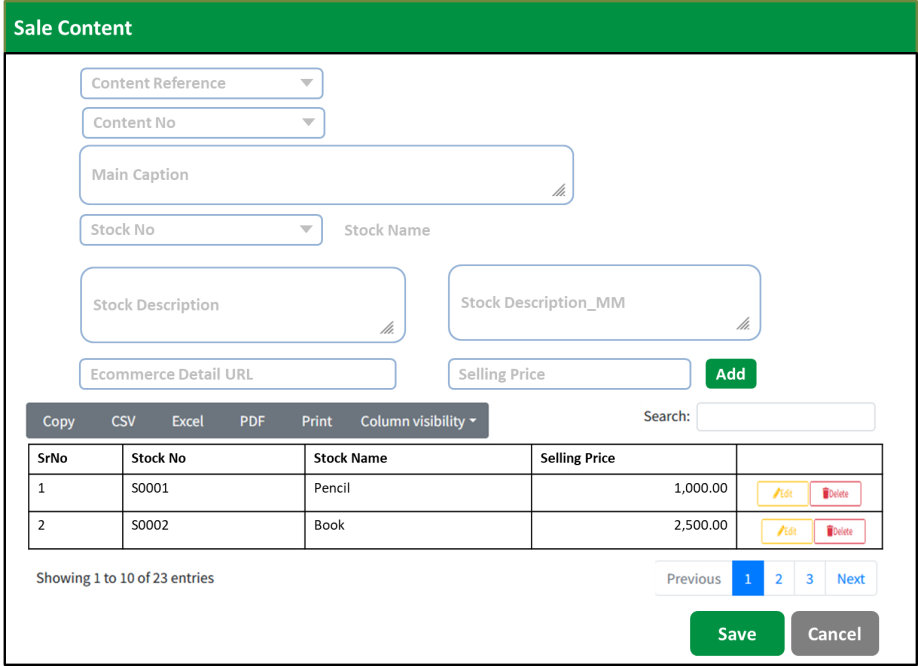 Sale Content
Content Reference
Content No
Main Caption
Stock No Stock Name
Stock Description Stock Description_MM
Ecommerce Detail URL Selling Price Add
Copy CSV Excel PDF Print Column visibility Search:
SrNo Stock No Stock Name Selling Price
1 S0001 Pencil 1,000.00 Edit Delete
2 S0002 Book 2,500.00 Edit Delete
Showing 1 to 10 of 23 entries Previous 1 2 3 Next
Save Cancel